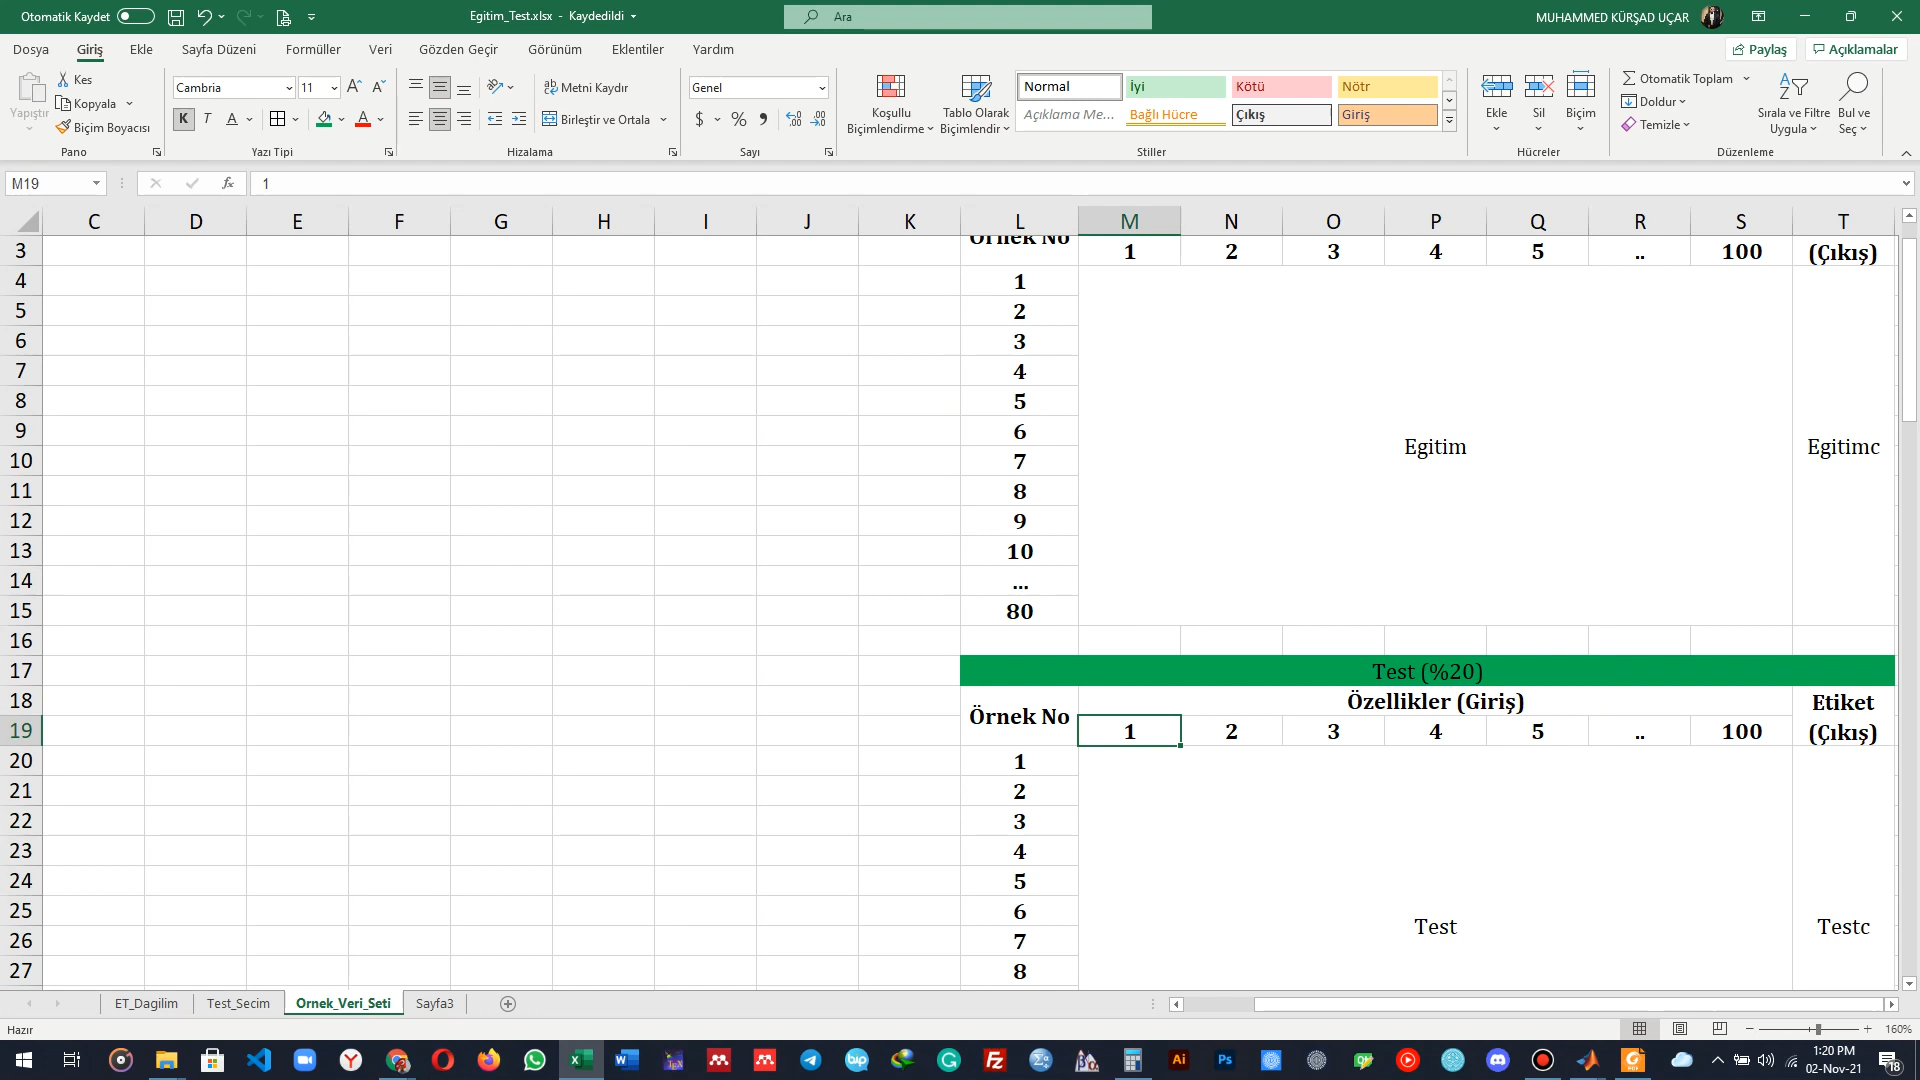 Otomatik Kaydet
Egitim_Test.xlsx - Kaydedildi
Ara
MUHAMMED KÜRŞAD UÇAR
Dosya Giriş Ekle Sayfa Düzeni Formüller Veri Gözden Geçir Görünüm Eklentiler Yardım
Paylaş Açıklamalar
Yapıştır
Kes
Kopyala
Biçim Boyacısı
Pano
Cambria 11
K T A
Yazı Tipi
Metni Kaydır
Birleştir ve Ortala
Hizalama
Genel
$ %
Sayı
Koşullu Biçimlendirme
Tablo Olarak Biçimlendir
Normal İyi Kötü Nötr
Açıklama Me... Bağlı Hücre Çıkış Giriş
Stiller
Ekle Sil Biçim
Hücreler
Otomatik Toplam
Doldur
Temizle
Sırala ve Filtre Uygula
Bul ve Seç
Düzenleme
M19 fx 1
C D E F G H I J K L M N O P Q R S T
Örnek No
3 1 2 3 4 5 .. 100 (Çıkış)
4 1
5 2
6 3
7 4
8 5
9 6
10 7 Egitim Egitimc
11 8
12 9
13 10
14 ...
15 80
16
17 Test (%20)
18 Örnek No Özellikler (Giriş) Etiket
19 1 2 3 4 5 .. 100 (Çıkış)
20 1
21 2
22 3
23 4
24 5
25 6
26 7 Test Testc
27 8
ET_Dagilim Test_Secim Ornek_Veri_Seti Sayfa3
Hazır
160%
1:20 PM
02-Nov-21
18